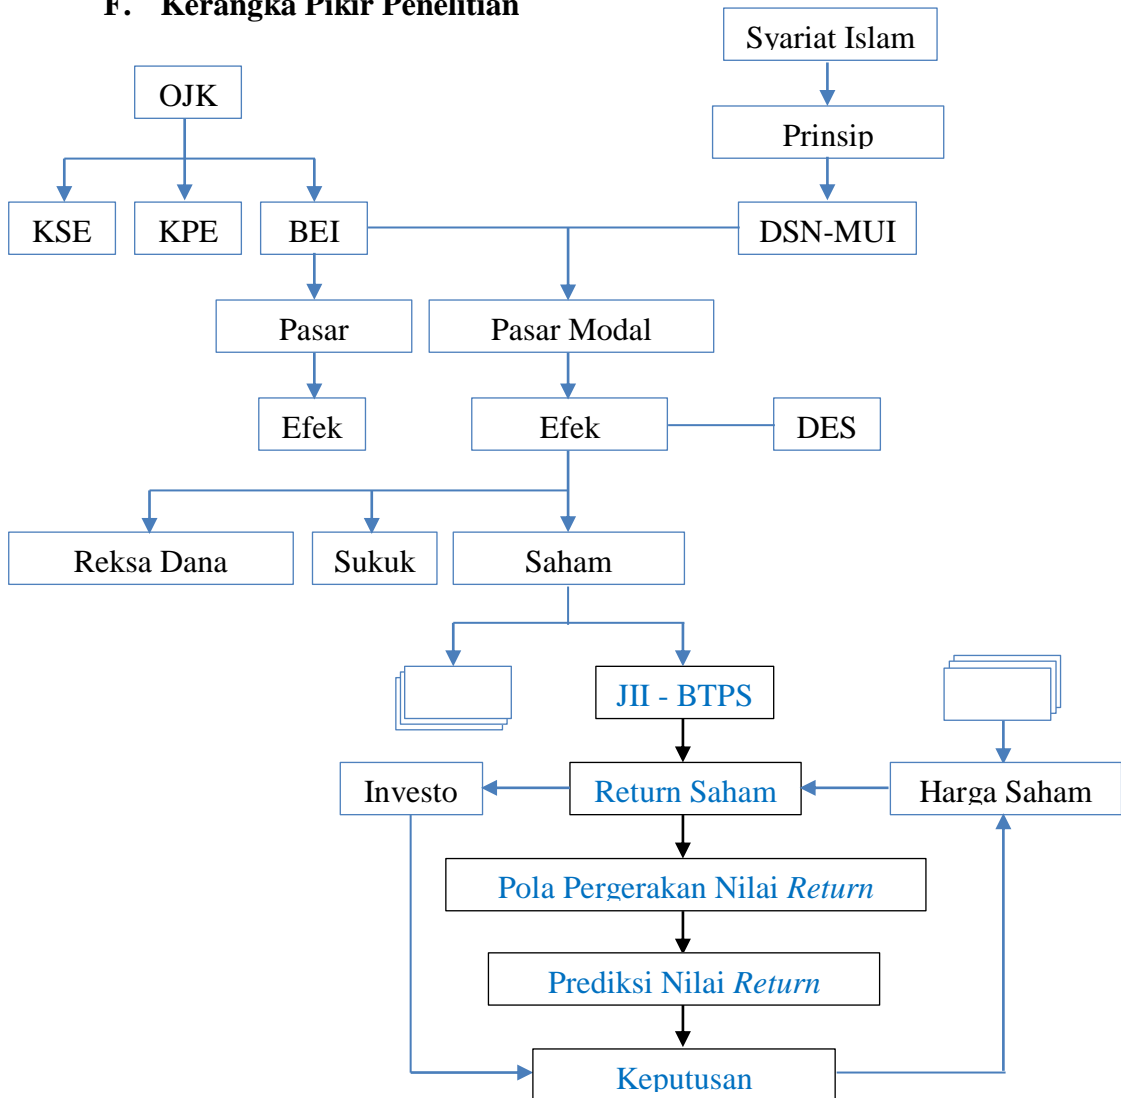 F. Kerangka Pikir Penelitian
Syariat Islam
OJK
Prinsip
KSE
KPE
BEI
DSN-MUI
Pasar
Pasar Modal
Efek
Efek
DES
Reksa Dana
Sukuk
Saham
JII - BTPS
Investo
Return Saham
Harga Saham
Pola Pergerakan Nilai Return
Prediksi Nilai Return
Keputusan